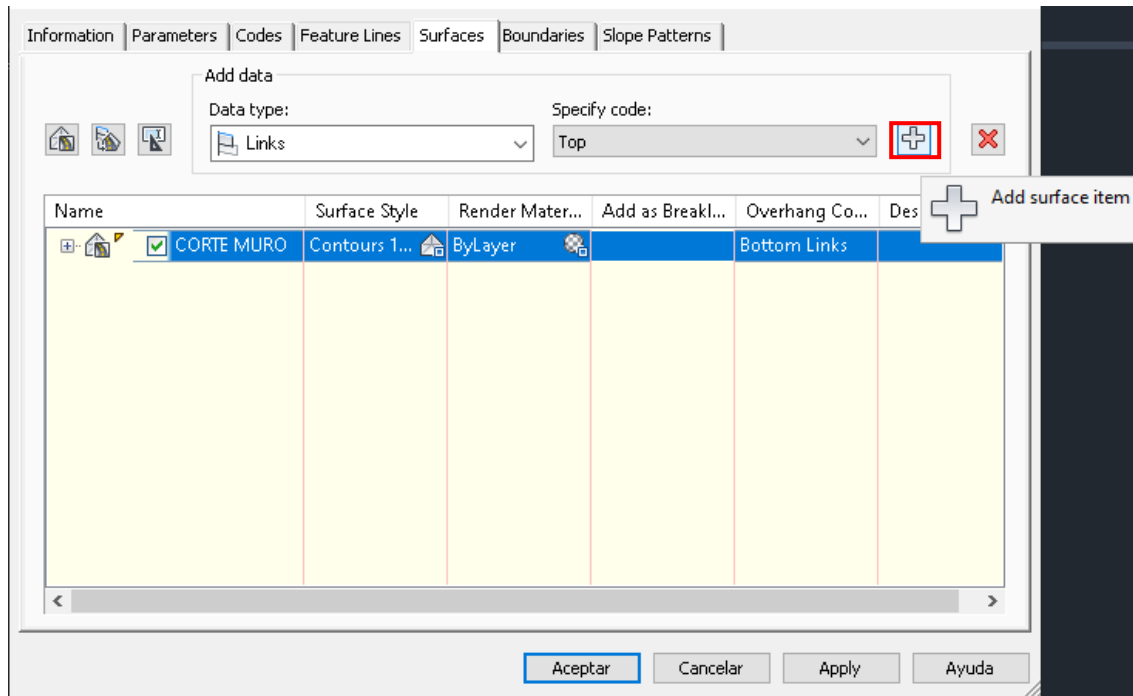 Information Parameters Codes Feature Lines Surfaces Boundaries Slope Patterns
Add data
Data type: Specify code:
Links Top
Add surface item
Name Surface Style Render Mater... Add as Breakl... Overhang Co... Des
CORTE MURO Contours 1... ByLayer Bottom Links
Aceptar Cancelar Apply Ayuda